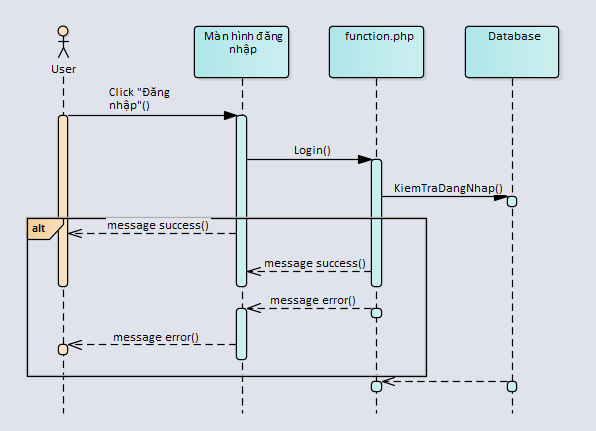 User
Màn hình đăng
nhập
function.php
Database
Click "Đăng
nhập"()
Login()
KiemTraDangNhap()
alt
message success()
message success()
message error()
message error()